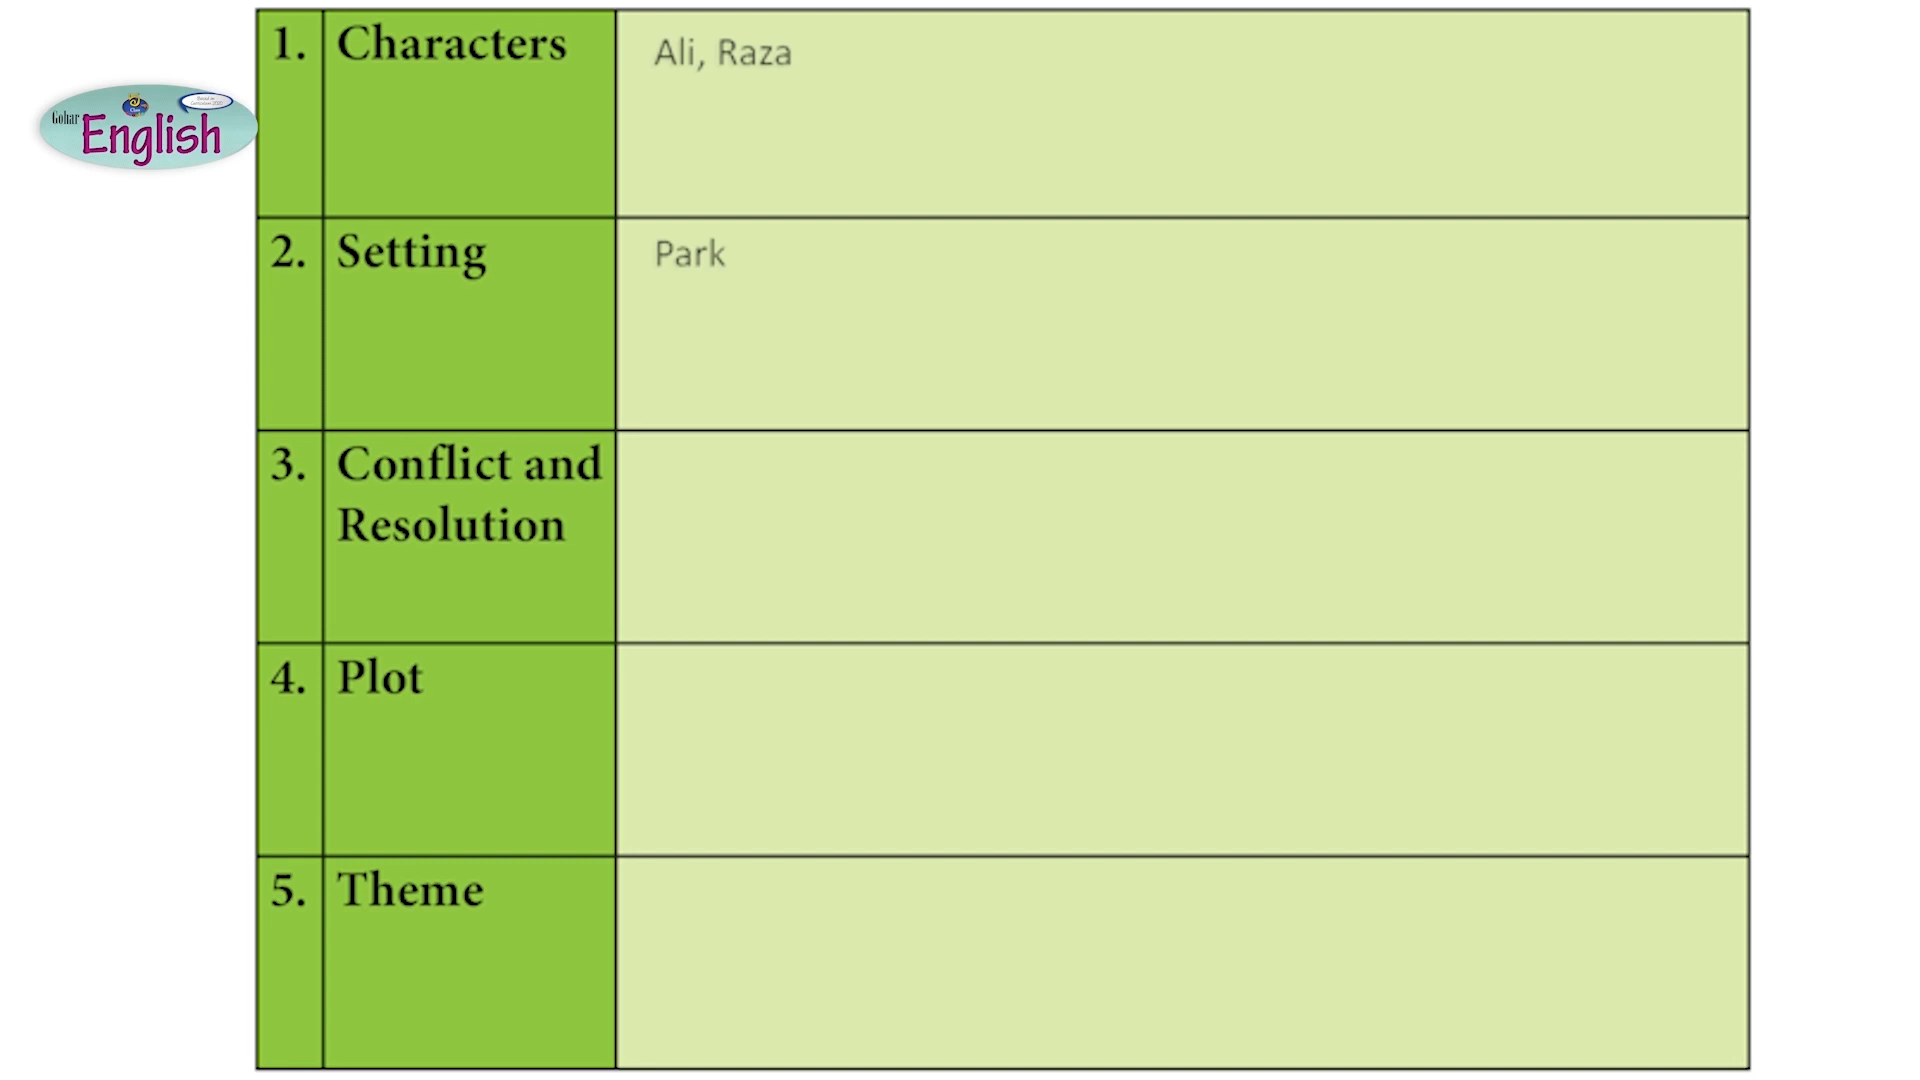 Gohar
English
1. Characters Ali, Raza
2. Setting Park
3. Conflict and
Resolution
4. Plot
5. Theme